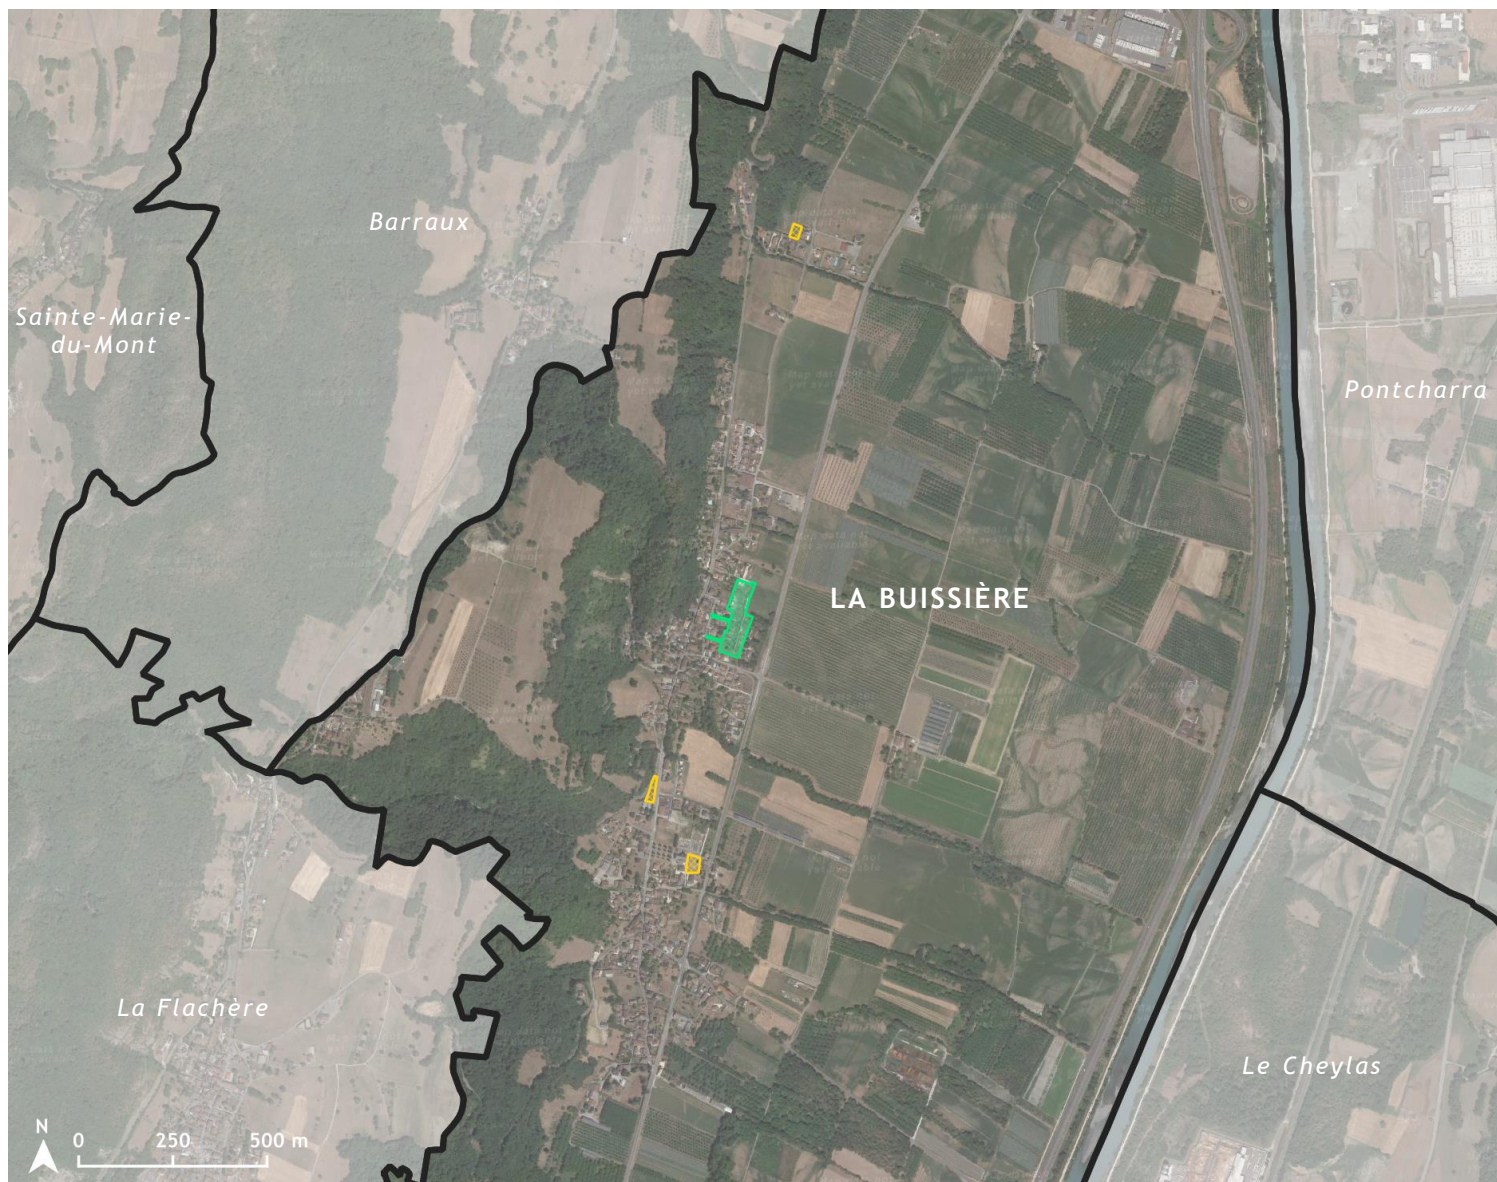 Barraux
Sainte-Marie-
du-Mont
Pontcharra
LA BUISSIÈRE
La Flachère
Le Cheylas
N
0 250 500 m